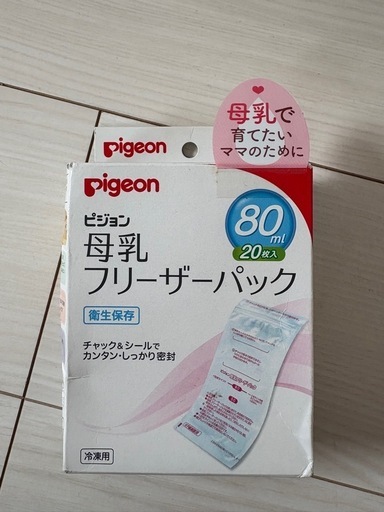 母乳で
育てたい
ママのために
Pigeon
Pigeon
ピジョン
80ml
20枚入
母乳
フリーザーパック
衛生保存
チャック&シールで
カンタン・しっかり密封
冷凍用